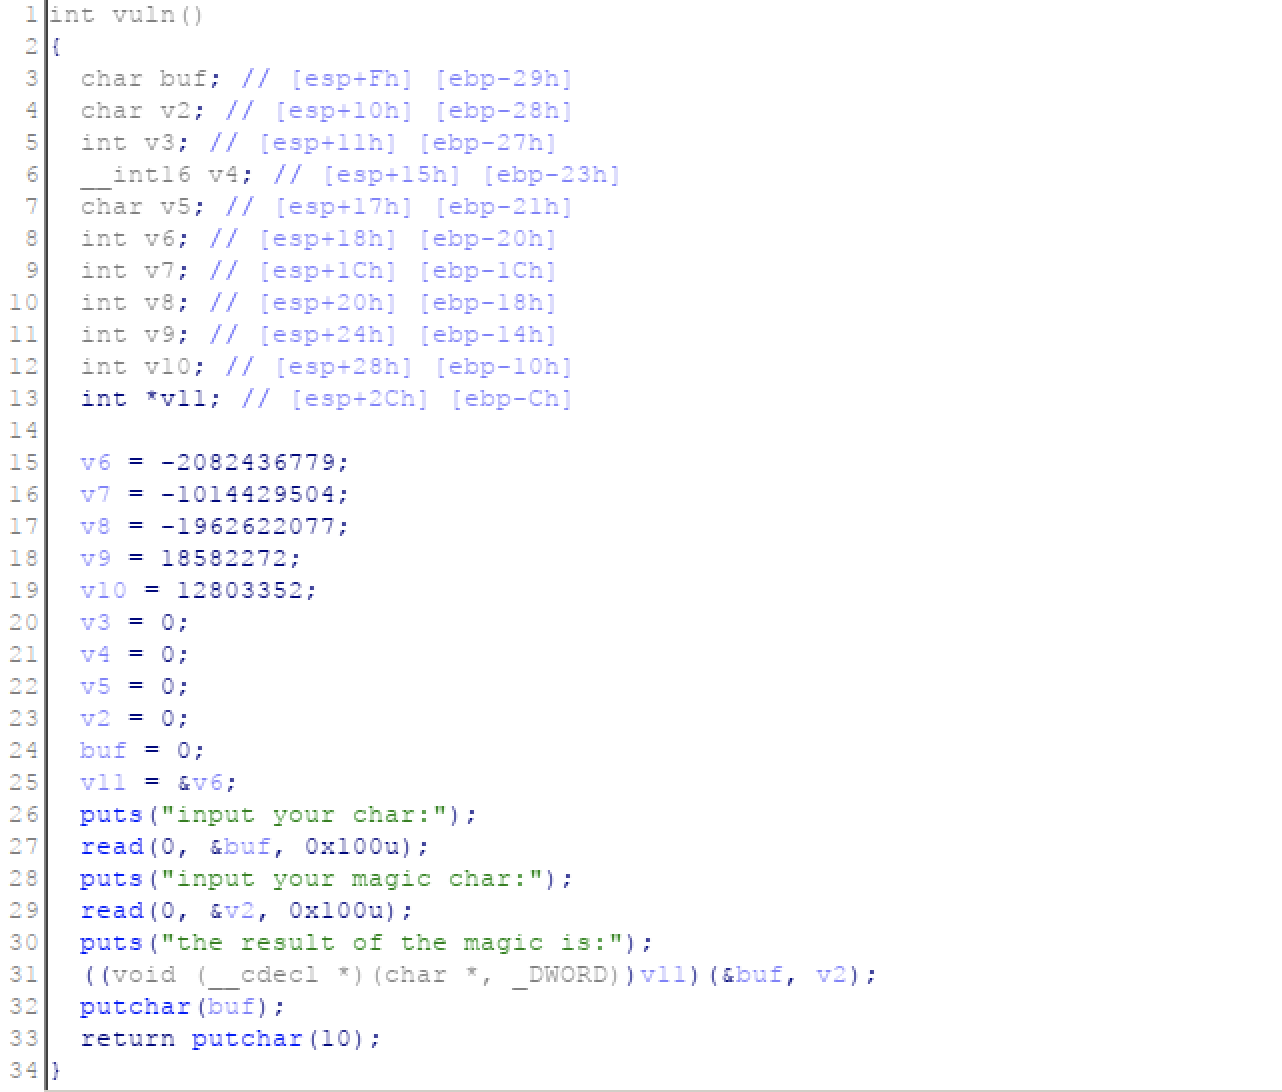 1 int vuln()
2 {
3   char buf; // [esp+Fh] [ebp-29h]
4   char v2; // [esp+10h] [ebp-28h]
5   int v3; // [esp+11h] [ebp-27h]
6   __int16 v4; // [esp+15h] [ebp-23h]
7   char v5; // [esp+17h] [ebp-21h]
8   int v6; // [esp+18h] [ebp-20h]
9   int v7; // [esp+1Ch] [ebp-1Ch]
10   int v8; // [esp+20h] [ebp-18h]
11   int v9; // [esp+24h] [ebp-14h]
12   int v10; // [esp+28h] [ebp-10h]
13   int *v11; // [esp+2Ch] [ebp-Ch]
14
15   v6 = -2082436779;
16   v7 = -1014429504;
17   v8 = -1962622077;
18   v9 = 18582272;
19   v10 = 12803352;
20   v3 = 0;
21   v4 = 0;
22   v5 = 0;
23   v2 = 0;
24   buf = 0;
25   v11 = &v6;
26   puts("input your char:");
27   read(0, &buf, 0x100u);
28   puts("input your magic char:");
29   read(0, &v2, 0x100u);
30   puts("the result of the magic is:");
31   ((void (__cdecl *)(char *, _DWORD))v11)(&buf, v2);
32   putchar(buf);
33   return putchar(10);
34 }